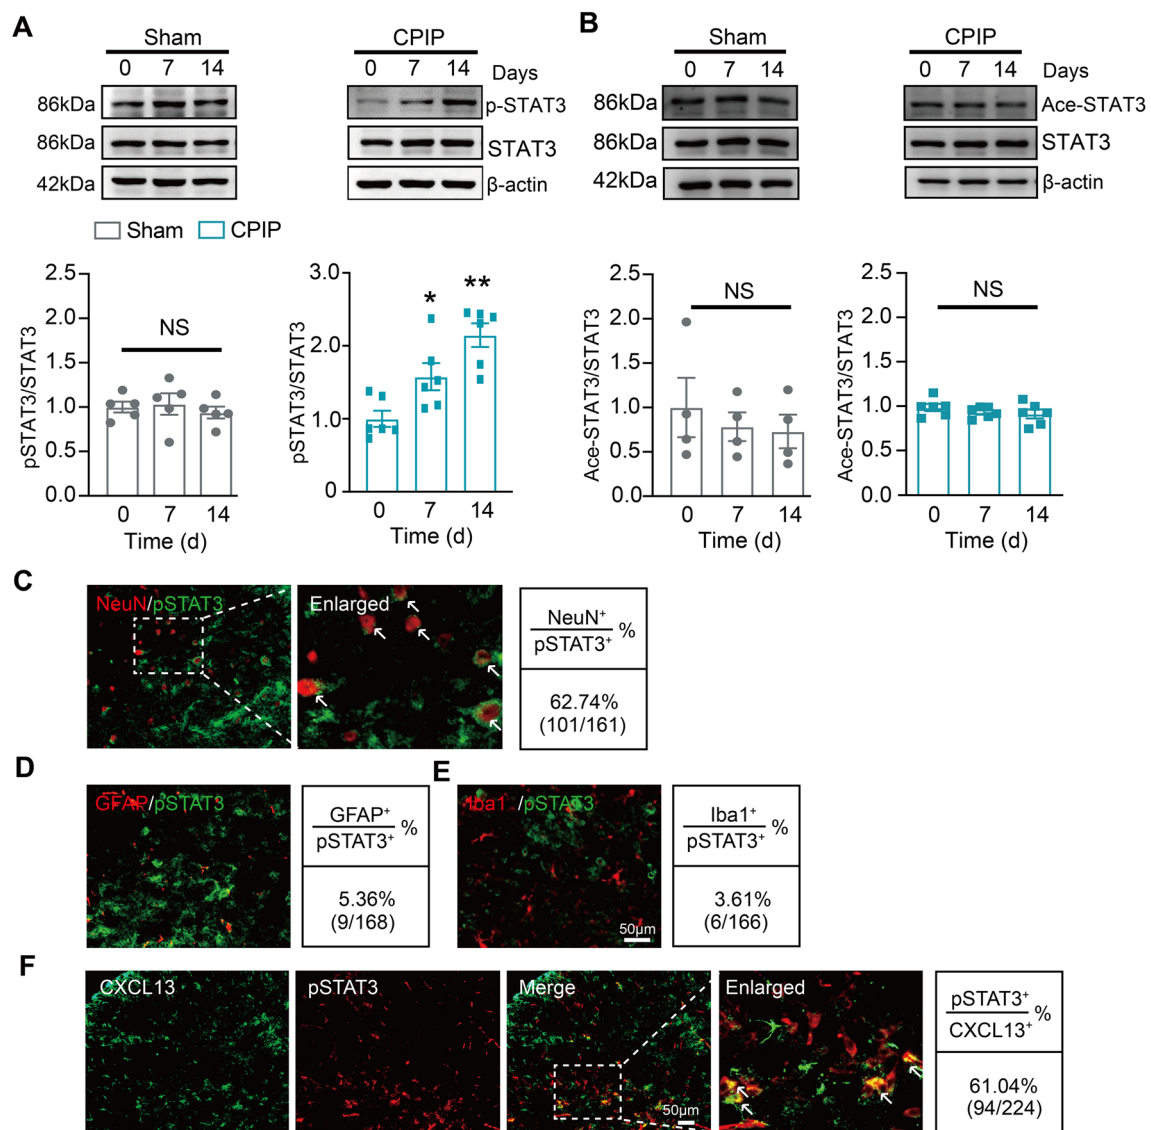 A
Sham
CPIP
0 7 14
0 7 14 Days
86kDa
p-STAT3
86kDa
STAT3
42kDa
β-actin
Sham CPIP
2.5
2.0
1.5
1.0
0.5
0.0
pSTAT3/STAT3
NS
0 7 14
Time (d)
3.0
2.0
1.0
0
pSTAT3/STAT3
*
**
0 7 14
Time (d)
B
Sham
CPIP
0 7 14
0 7 14 Days
86kDa
Ace-STAT3
86kDa
STAT3
42kDa
β-actin
2.5
2.0
1.5
1.0
0.5
0.0
Ace-STAT3/STAT3
NS
0 7 14
Time (d)
2.5
2.0
1.5
1.0
0.5
0.0
Ace-STAT3/STAT3
NS
0 7 14
Time (d)
C
NeuN/pSTAT3
Enlarged
NeuN⁺
pSTAT3⁺ %
62.74%
(101/161)
D
GFAP/pSTAT3
GFAP⁺
pSTAT3⁺ %
5.36%
(9/168)
E
Iba1 /pSTAT3
50μm
Iba1⁺
pSTAT3⁺ %
3.61%
(6/166)
F
CXCL13
pSTAT3
Merge
50μm
Enlarged
pSTAT3⁺
CXCL13⁺ %
61.04%
(94/224)